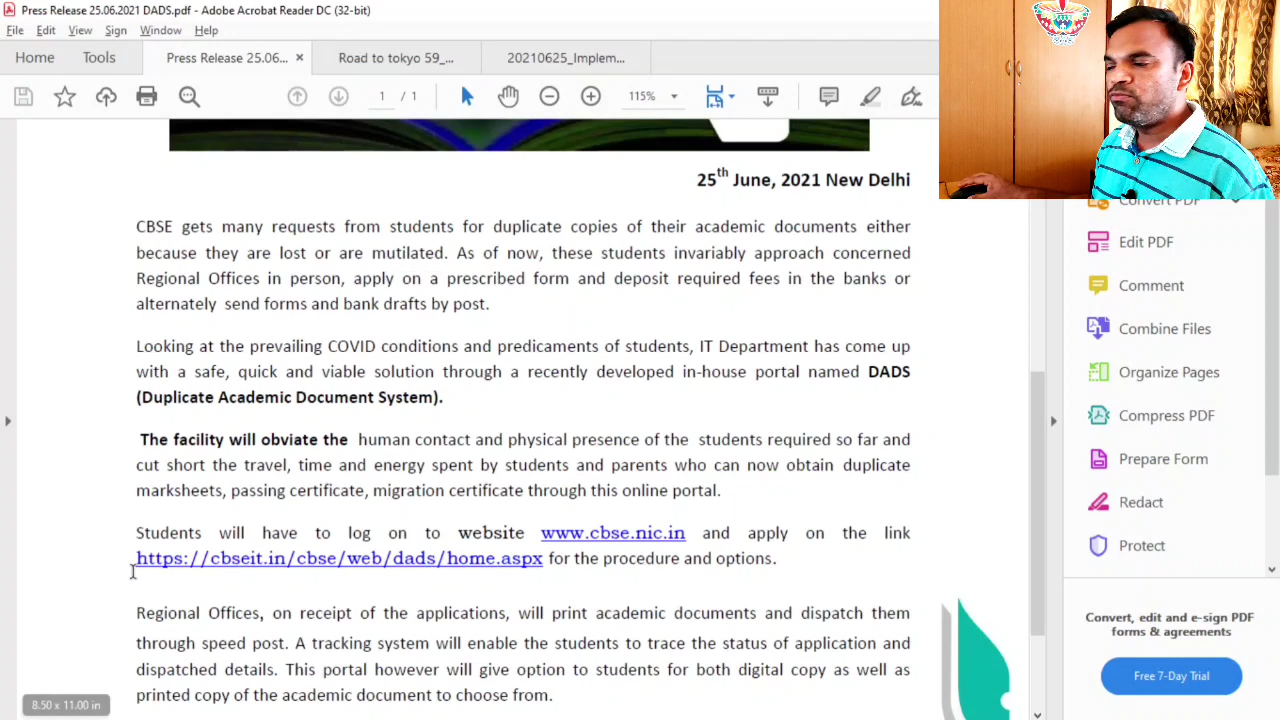 Press Release 25.06.2021 DADS.pdf - Adobe Acrobat Reader DC (32-bit)
File Edit View Sign Window Help
Home Tools Press Release 25.06... × Road to tokyo 59_... 20210625_Implem...
1 / 1 115%
25th June, 2021 New Delhi
CBSE gets many requests from students for duplicate copies of their academic documents either
because they are lost or are mutilated. As of now, these students invariably approach concerned
Regional Offices in person, apply on a prescribed form and deposit required fees in the banks or
alternately send forms and bank drafts by post.
Looking at the prevailing COVID conditions and predicaments of students, IT Department has come up
with a safe, quick and viable solution through a recently developed in-house portal named DADS
(Duplicate Academic Document System).
The facility will obviate the human contact and physical presence of the students required so far and
cut short the travel, time and energy spent by students and parents who can now obtain duplicate
marksheets, passing certificate, migration certificate through this online portal.
Students will have to log on to website www.cbse.nic.in and apply on the link
https://cbseit.in/cbse/web/dads/home.aspx for the procedure and options.
Regional Offices, on receipt of the applications, will print academic documents and dispatch them
through speed post. A tracking system will enable the students to trace the status of application and
dispatched details. This portal however will give option to students for both digital copy as well as
printed copy of the academic document to choose from.
8.50 x 11.00 in
Convert PDF
Edit PDF
Comment
Combine Files
Organize Pages
Compress PDF
Prepare Form
Redact
Protect
Convert, edit and e-sign PDF
forms & agreements
Free 7-Day Trial